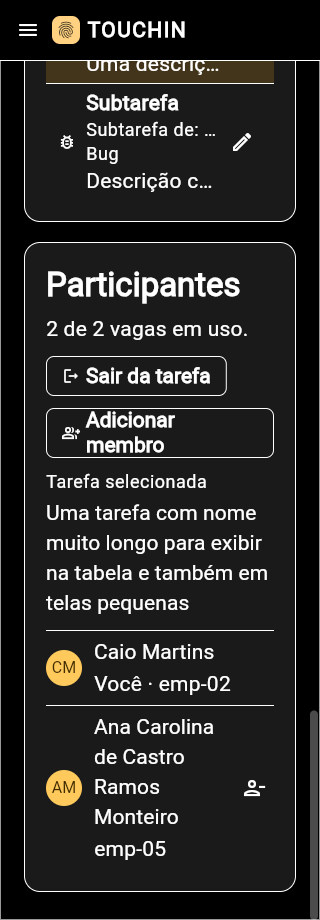 TOUCHIN
Uma descriç...
Subtarefa
Subtarefa de: ...
Bug
Descrição c...
Participantes
2 de 2 vagas em uso.
Sair da tarefa
Adicionar
membro
Tarefa selecionada
Uma tarefa com nome
muito longo para exibir
na tabela e também em
telas pequenas
CM
Caio Martins
Você · emp-02
AM
Ana Carolina
de Castro
Ramos
Monteiro
emp-05